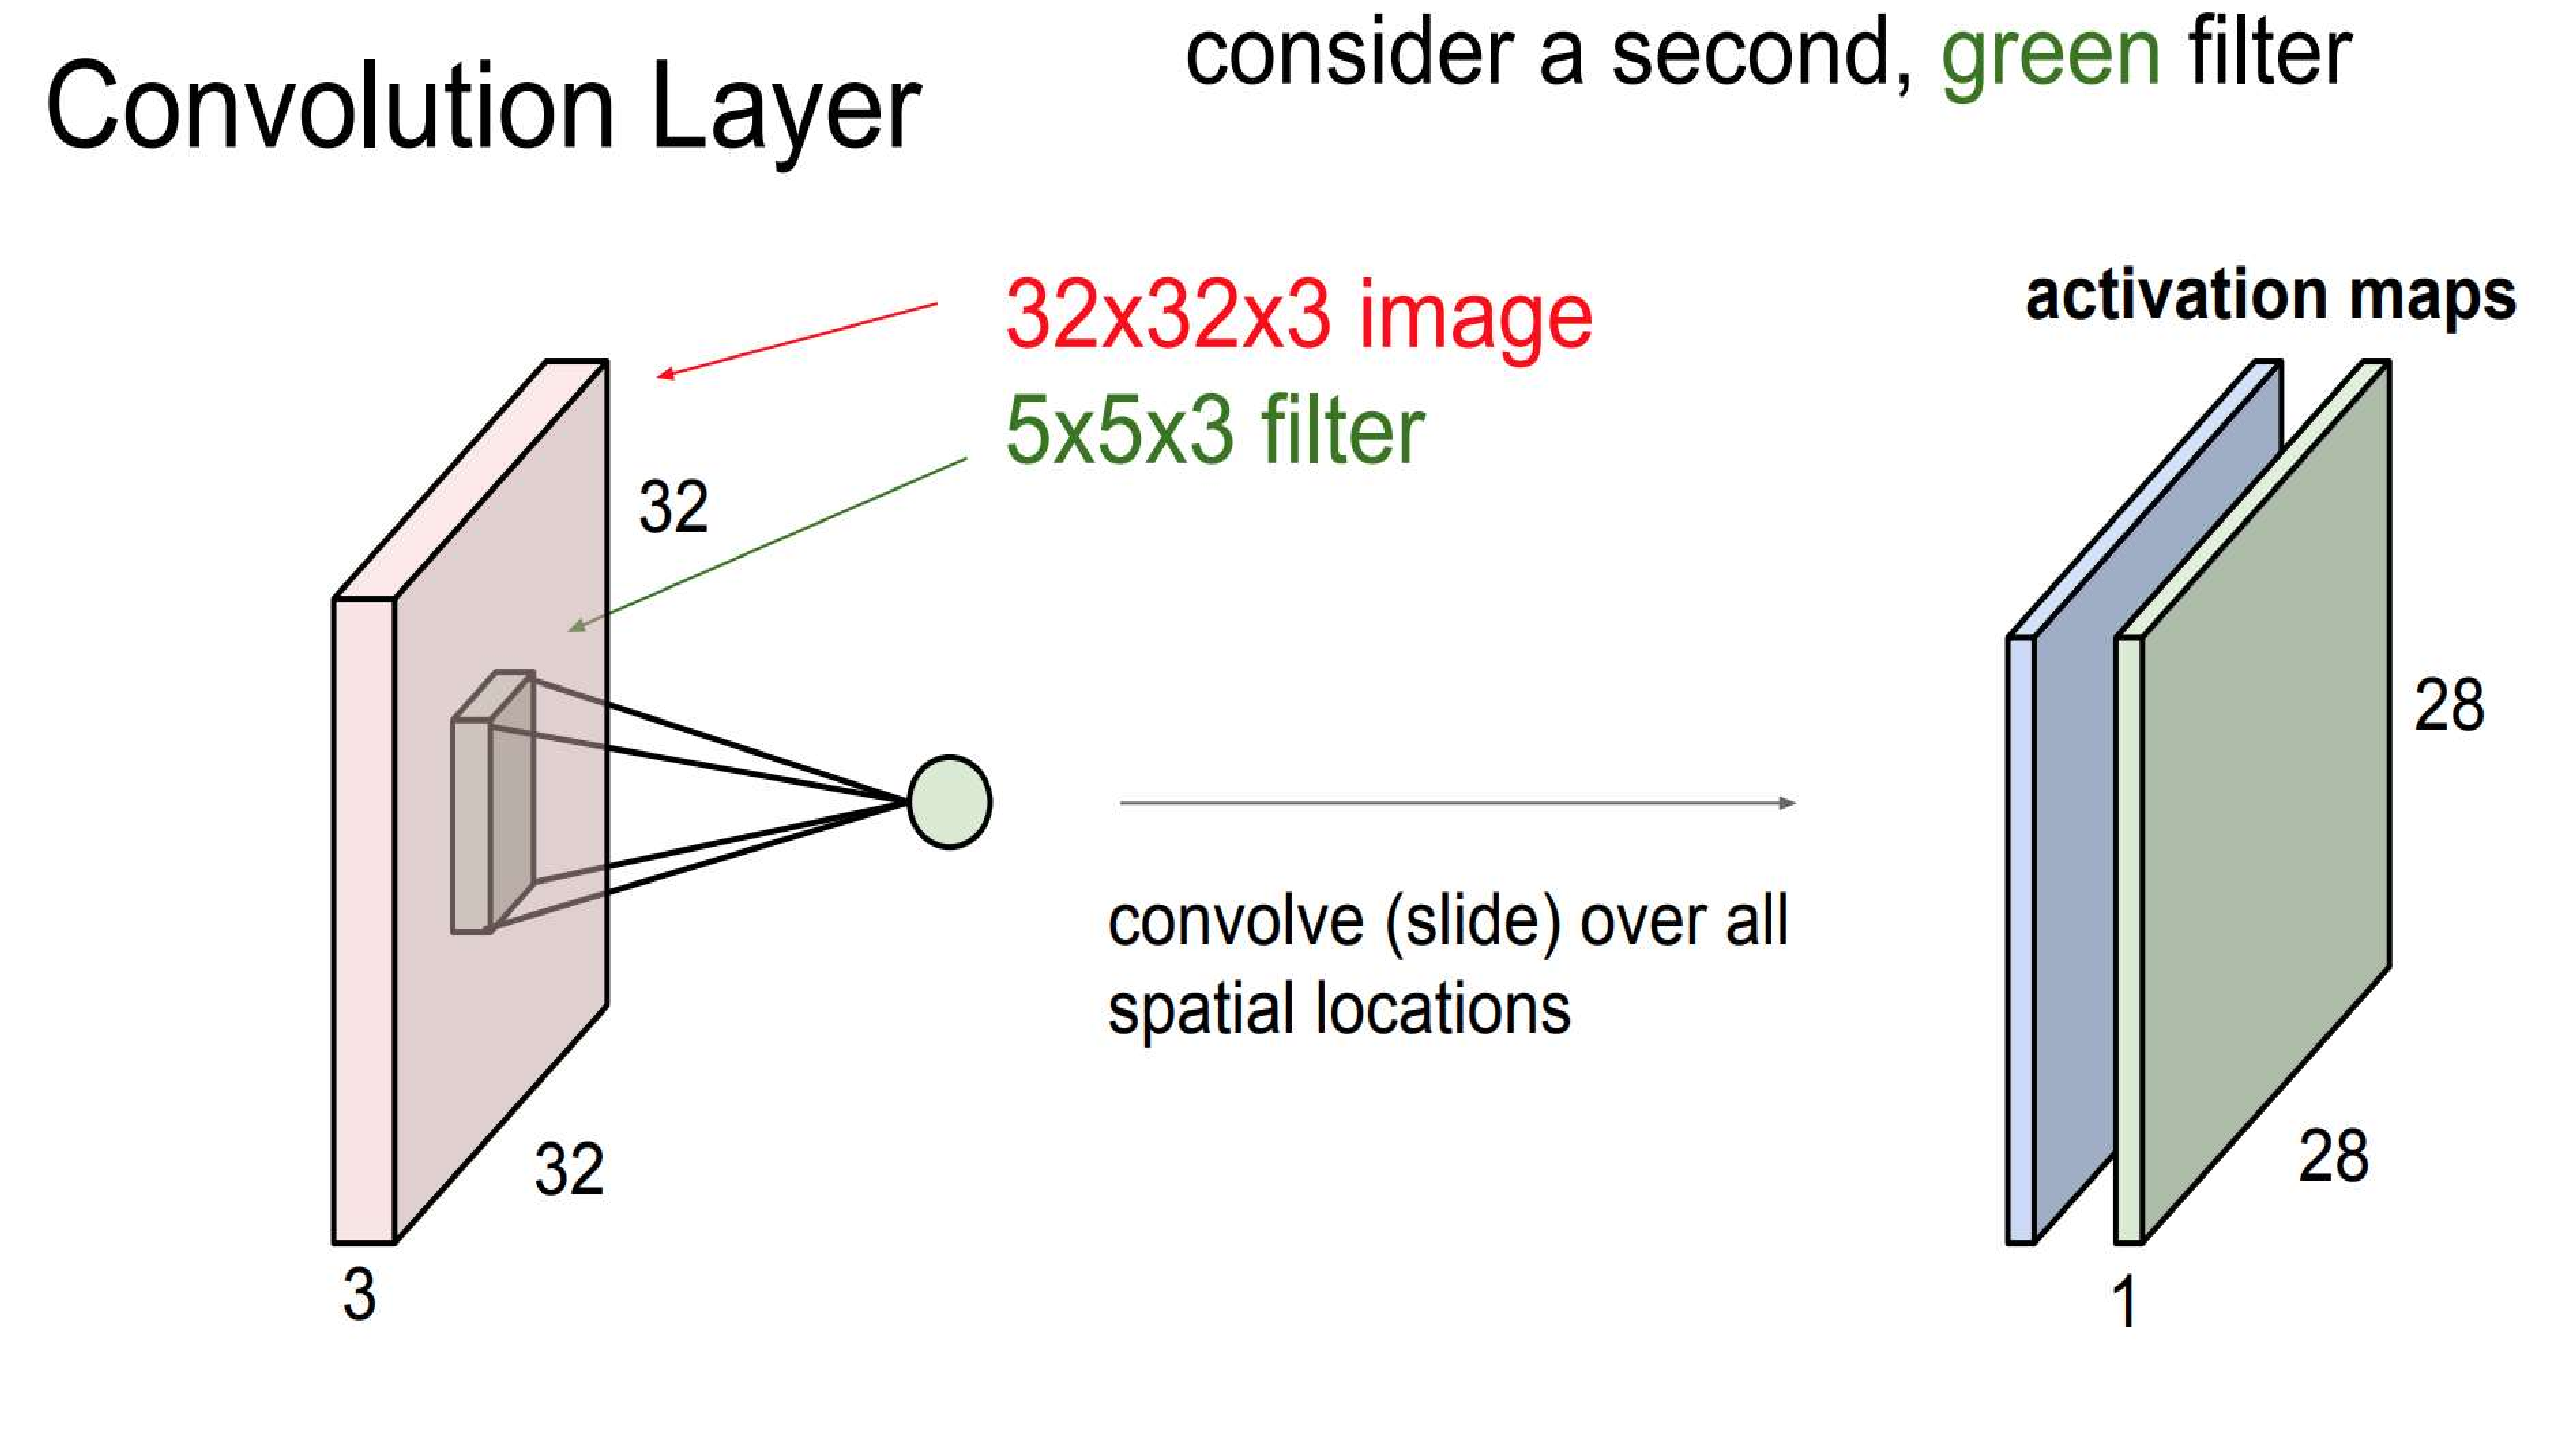 Convolution Layer
consider a second, green filter
32x32x3 image
5x5x3 filter
activation maps
32
28
convolve (slide) over all
spatial locations
32
28
3
1